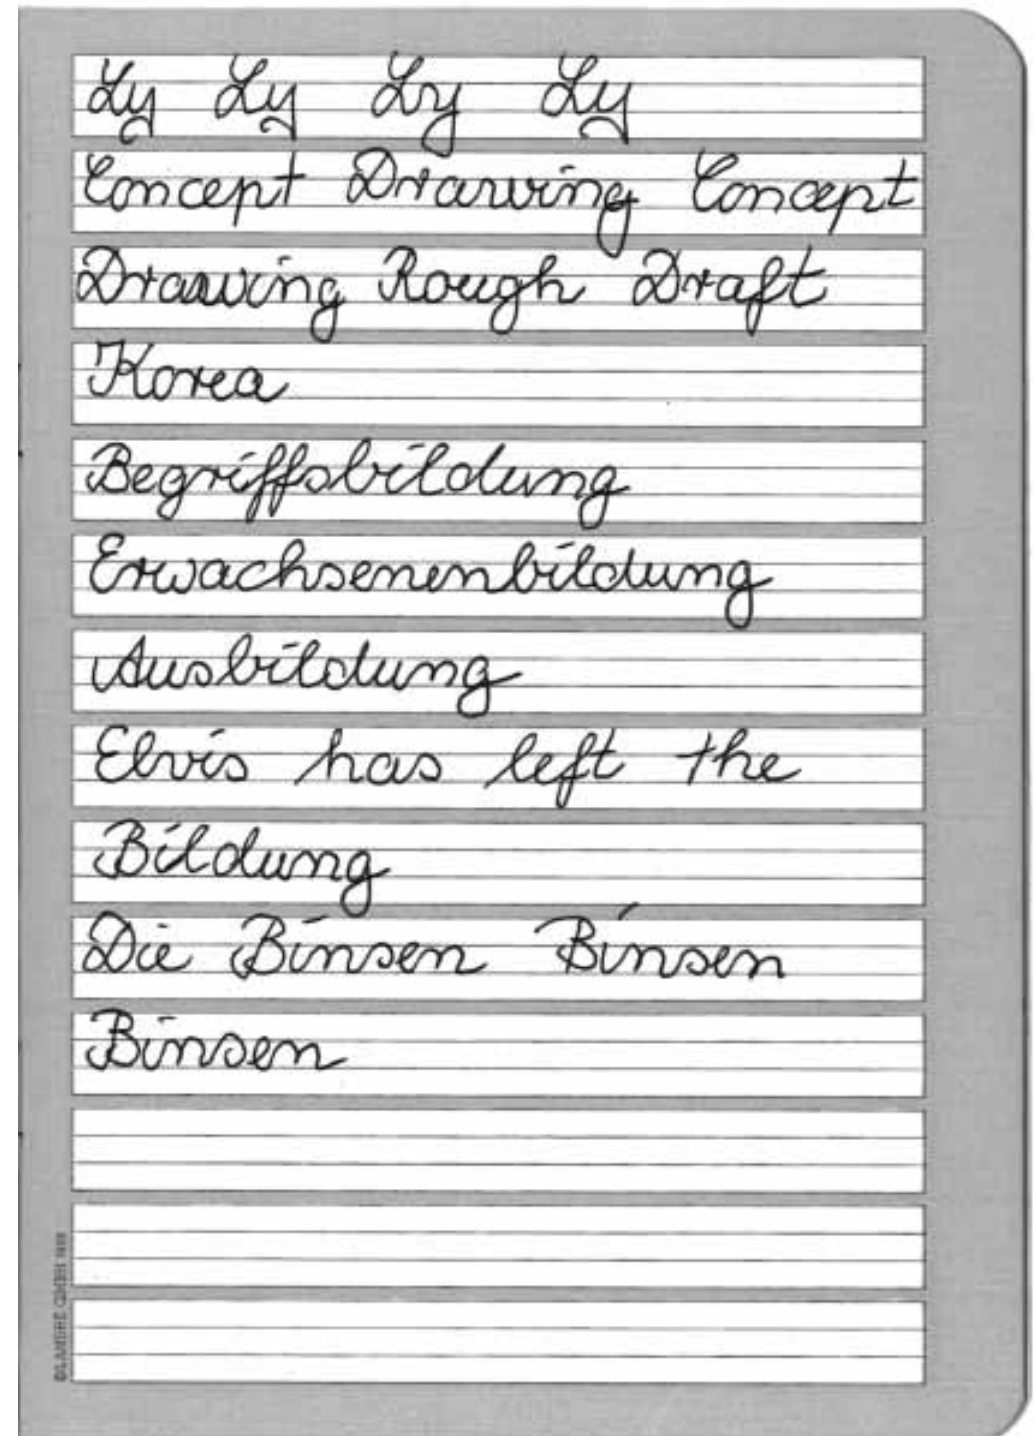 Ly Ly Ly Ly
Concept Drawing Concept
Drawing Rough Draft
Korea
Begriffsbildung
Erwachsenenbildung
Ausbildung
Elvis has left the
Bildung
Die Binsen Binsen
Binsen